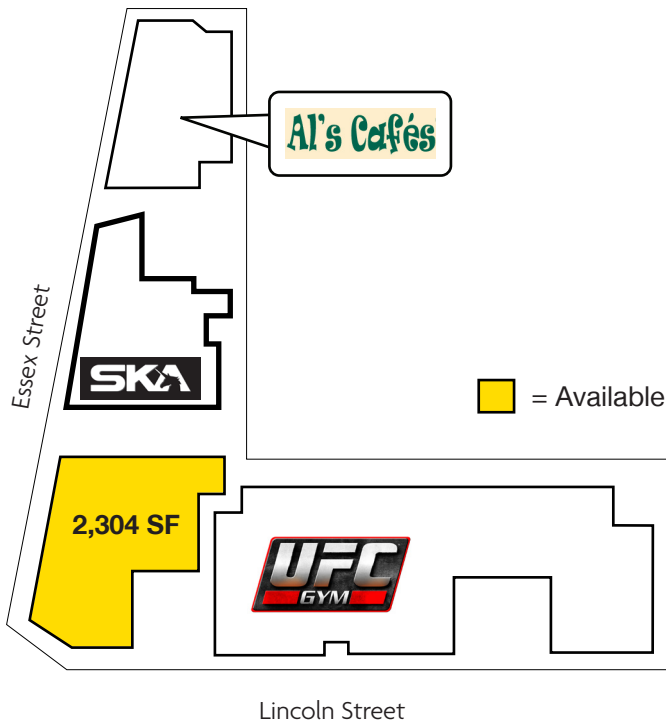 Al's Cafés
Essex Street
SKA
= Available
2,304 SF
UFC
GYM
Lincoln Street